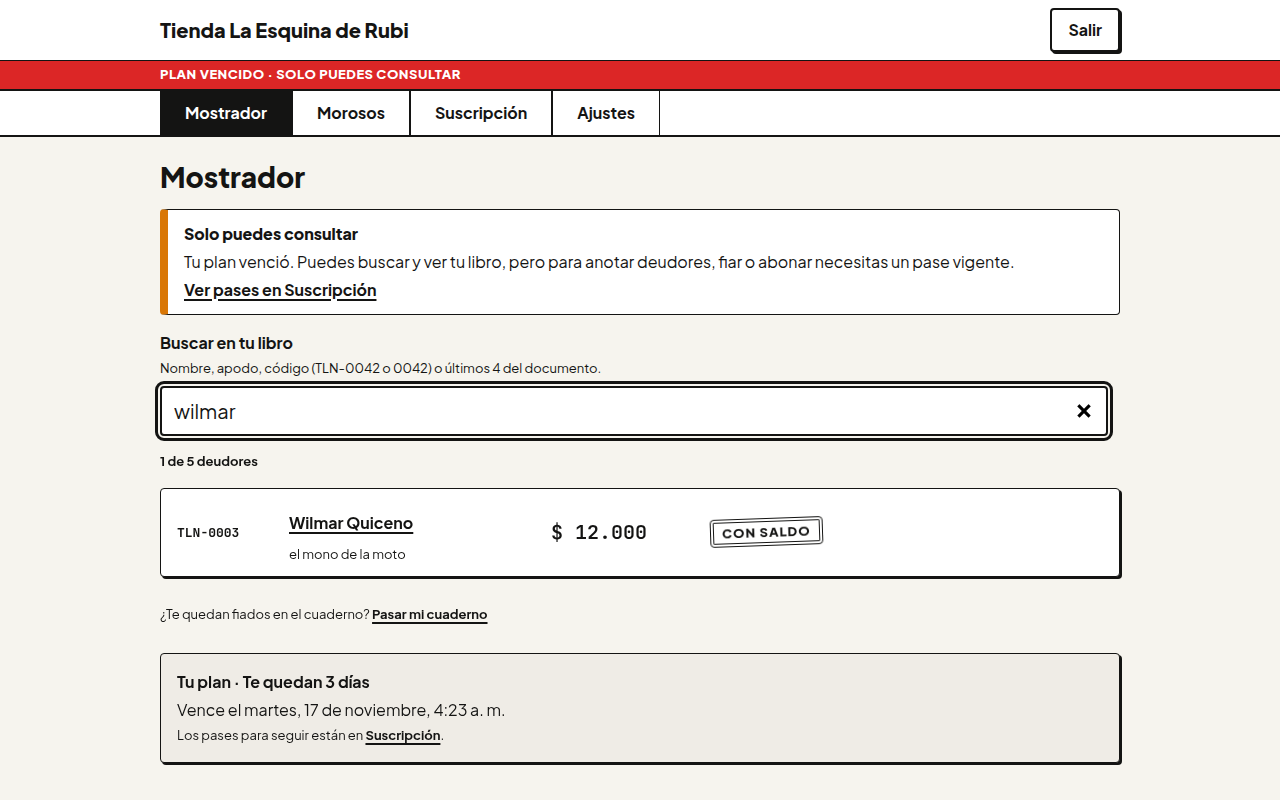 Tienda La Esquina de Rubi
Salir
PLAN VENCIDO · SOLO PUEDES CONSULTAR
Mostrador
Morosos
Suscripción
Ajustes
Mostrador
Solo puedes consultar
Tu plan venció. Puedes buscar y ver tu libro, pero para anotar deudores, fiar o abonar necesitas un pase vigente.
Ver pases en Suscripción
Buscar en tu libro
Nombre, apodo, código (TLN-0042 o 0042) o últimos 4 del documento.
wilmar
1 de 5 deudores
TLN-0003
Wilmar Quiceno
el mono de la moto
$ 12.000
CON SALDO
¿Te quedan fiados en el cuaderno? Pasar mi cuaderno
Tu plan · Te quedan 3 días
Vence el martes, 17 de noviembre, 4:23 a. m.
Los pases para seguir están en Suscripción.